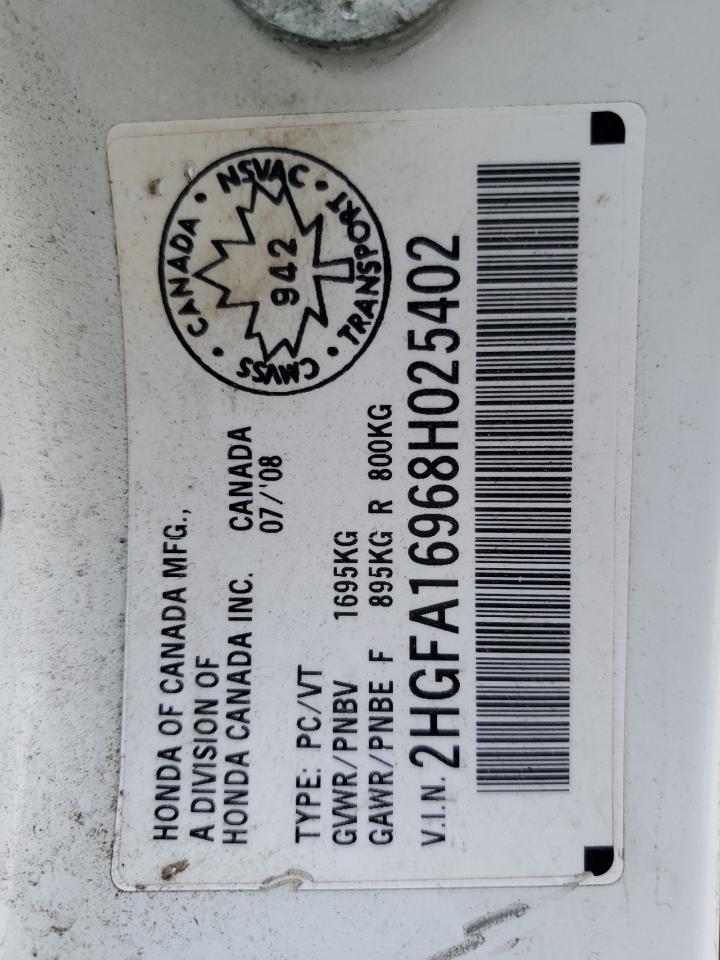 HONDA OF CANADA MFG.,
A DIVISION OF
HONDA CANADA INC. CANADA
07/'08
CANADA · NSVAC · TRANSPORT · CMVSS ·
942
TYPE: PC/VT
GVWR/PNBV 1695KG
GAWR/PNBE F 895KG R 800KG
V.I.N. 2HGFA16968H025402